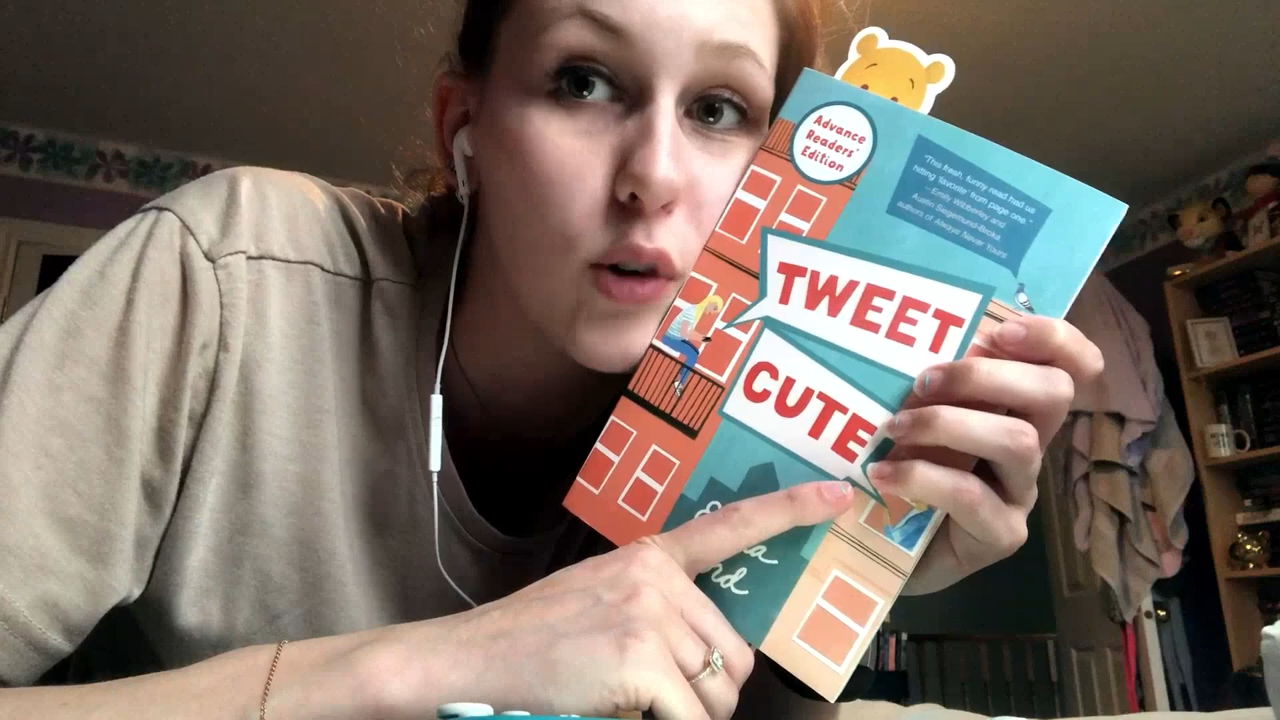 Advance
Readers'
Edition
"This fresh, funny read had us
hitting 'favorite' from page one."
—Emily Wibberley and
Austin Siegemund-Broka,
authors of Always Never Yours
TWEET
CUTE